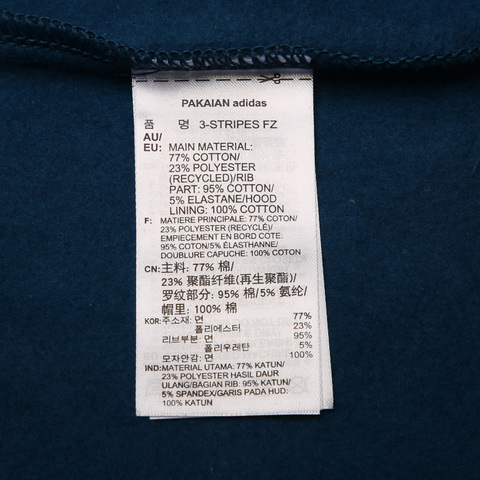 PAKAIAN adidas
품 명 3-STRIPES FZ
AU/
EU: MAIN MATERIAL:
77% COTTON/
23% POLYESTER
(RECYCLED)/RIB
PART: 95% COTTON/
5% ELASTANE/HOOD
LINING: 100% COTTON
F: MATIERE PRINCIPALE: 77% COTON/
23% POLYESTER (RECYCLÉ)/
EMPIECEMENT EN BORD COTE:
95% COTON/5% ÉLASTHANNE/
DOUBLURE CAPUCHE: 100% COTON
CN: 主料: 77% 棉/
23% 聚酯纤维(再生聚酯)/
罗纹部分: 95% 棉/5% 氨纶/
帽里: 100% 棉
KOR: 주소재: 면 77%
폴리에스터 23%
리브부분: 면 95%
폴리우레탄 5%
모자안감: 면 100%
IND: MATERIAL UTAMA: 77% KATUN/
23% POLYESTER HASIL DAUR
ULANG/BAGIAN RIB: 95% KATUN/
5% SPANDEX/GARIS PADA HUD:
100% KATUN